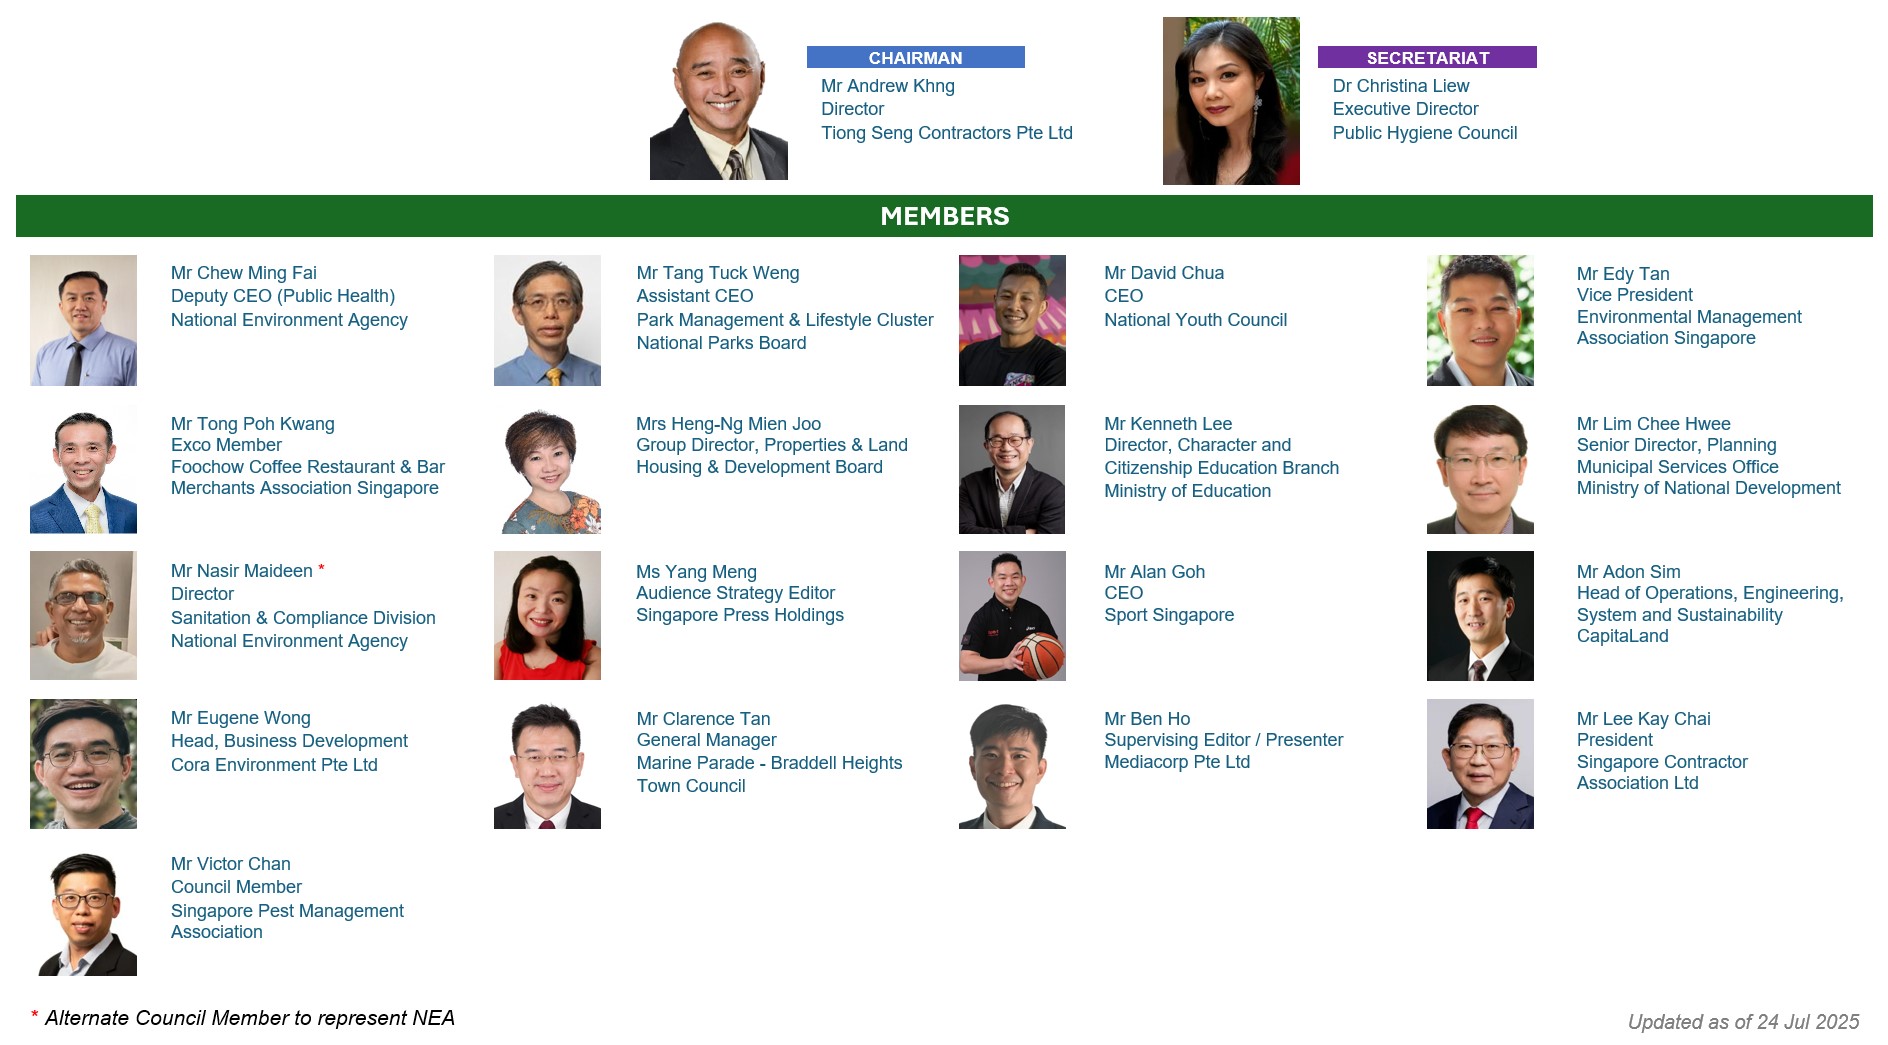 CHAIRMAN
Mr Andrew Khng
Director
Tiong Seng Contractors Pte Ltd
SECRETARIAT
Dr Christina Liew
Executive Director
Public Hygiene Council
MEMBERS
Mr Chew Ming Fai
Deputy CEO (Public Health)
National Environment Agency
Mr Tang Tuck Weng
Assistant CEO
Park Management & Lifestyle Cluster
National Parks Board
Mr David Chua
CEO
National Youth Council
Mr Edy Tan
Vice President
Environmental Management
Association Singapore
Mr Tong Poh Kwang
Exco Member
Foochow Coffee Restaurant & Bar
Merchants Association Singapore
Mrs Heng-Ng Mien Joo
Group Director, Properties & Land
Housing & Development Board
Mr Kenneth Lee
Director, Character and
Citizenship Education Branch
Ministry of Education
Mr Lim Chee Hwee
Senior Director, Planning
Municipal Services Office
Ministry of National Development
Mr Nasir Maideen *
Director
Sanitation & Compliance Division
National Environment Agency
Ms Yang Meng
Audience Strategy Editor
Singapore Press Holdings
Mr Alan Goh
CEO
Sport Singapore
Mr Adon Sim
Head of Operations, Engineering,
System and Sustainability
CapitaLand
Mr Eugene Wong
Head, Business Development
Cora Environment Pte Ltd
Mr Clarence Tan
General Manager
Marine Parade - Braddell Heights
Town Council
Mr Ben Ho
Supervising Editor / Presenter
Mediacorp Pte Ltd
Mr Lee Kay Chai
President
Singapore Contractor
Association Ltd
Mr Victor Chan
Council Member
Singapore Pest Management
Association
* Alternate Council Member to represent NEA
Updated as of 24 Jul 2025